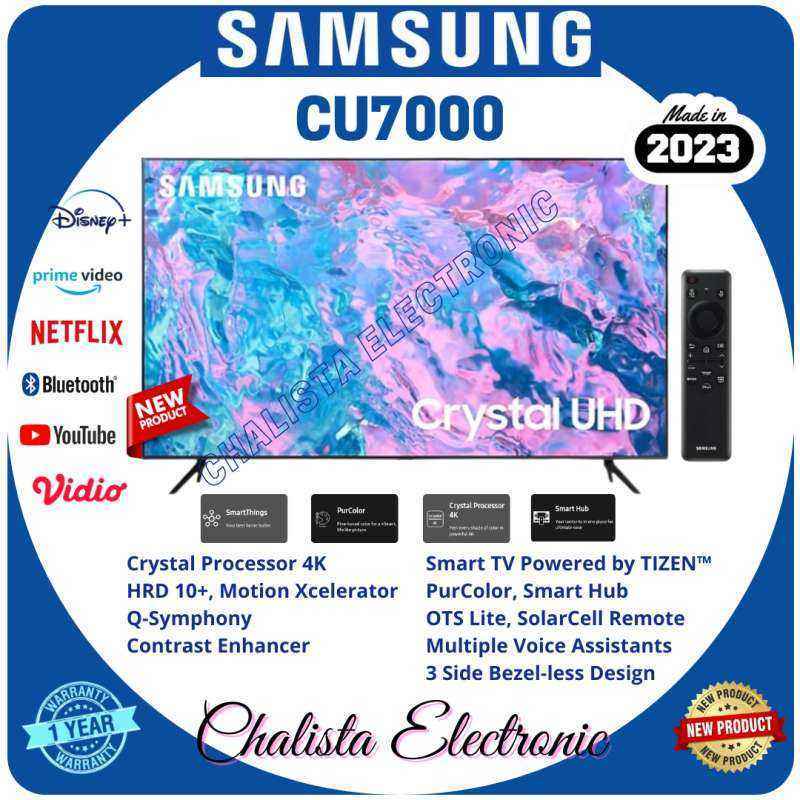 SAMSUNG
CU7000
Made in
2023
SAMSUNG
Disney+
prime video
NETFLIX
Bluetooth®
NEW
PRODUCT
YouTube
Vidio
CHALISTA ELECTRONIC
Crystal UHD
SAMSUNG
SmartThings
PurColor
Crystal Processor
4K
Smart Hub
Crystal Processor 4K
HRD 10+, Motion Xcelerator
Q-Symphony
Contrast Enhancer
Smart TV Powered by TIZEN™
PurColor, Smart Hub
OTS Lite, SolarCell Remote
Multiple Voice Assistants
3 Side Bezel-less Design
WARRANTY
1 YEAR
WARRANTY
Chalista Electronic
NEW PRODUCT
NEW PRODUCT
NEW PRODUCT